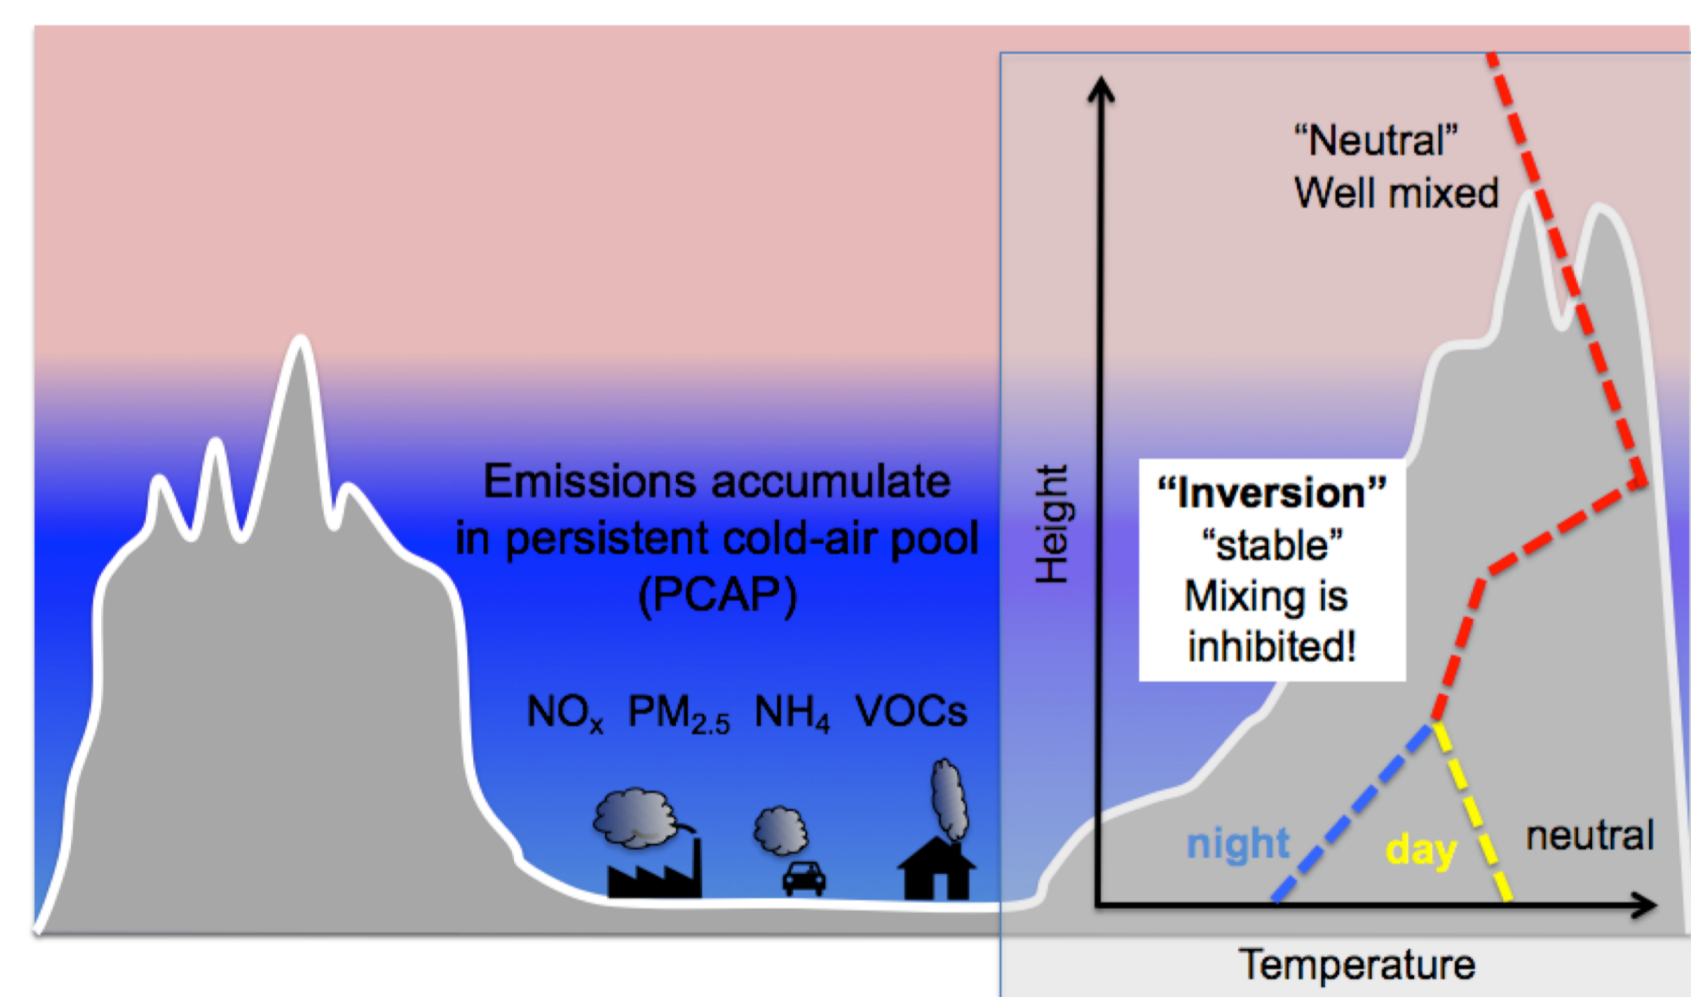 “Neutral”
Well mixed
Emissions accumulate
in persistent cold-air pool
(PCAP)
NOₓ PM₂.₅ NH₄ VOCs
Height
“Inversion”
“stable”
Mixing is
inhibited!
night
day
neutral
Temperature